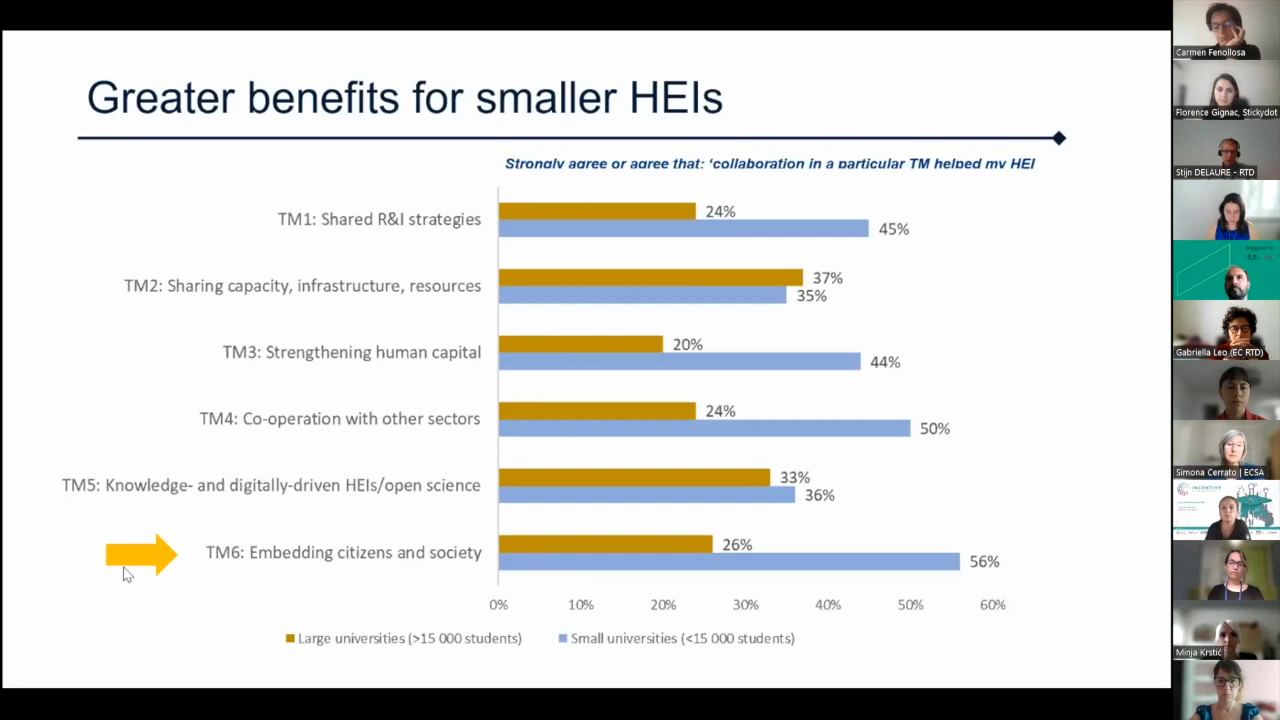 Greater benefits for smaller HEIs
Strongly agree or agree that: ‘collaboration in a particular TM helped my HEI
TM1: Shared R&I strategies
24%
45%
TM2: Sharing capacity, infrastructure, resources
37%
35%
TM3: Strengthening human capital
20%
44%
TM4: Co-operation with other sectors
24%
50%
TM5: Knowledge- and digitally-driven HEIs/open science
33%
36%
TM6: Embedding citizens and society
26%
56%
0% 10% 20% 30% 40% 50% 60%
Large universities (>15 000 students) Small universities (<15 000 students)
Carmen Fenollosa
Florence Gignac, Stickydot
Stijn DELAURE - RTD
Gabriella Leo (EC RTD)
Simona Cerrato | ECSA
INCENTIVE
Minja Krstić